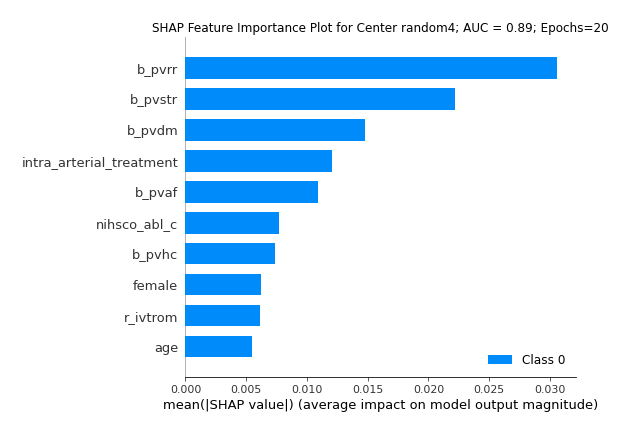 SHAP Feature Importance Plot for Center random4; AUC = 0.89; Epochs=20
b_pvrr
b_pvstr
b_pvdm
intra_arterial_treatment
b_pvaf
nihsco_abl_c
b_pvhc
female
r_ivtrom
age
Class 0
0.000 0.005 0.010 0.015 0.020 0.025 0.030
mean(|SHAP value|) (average impact on model output magnitude)